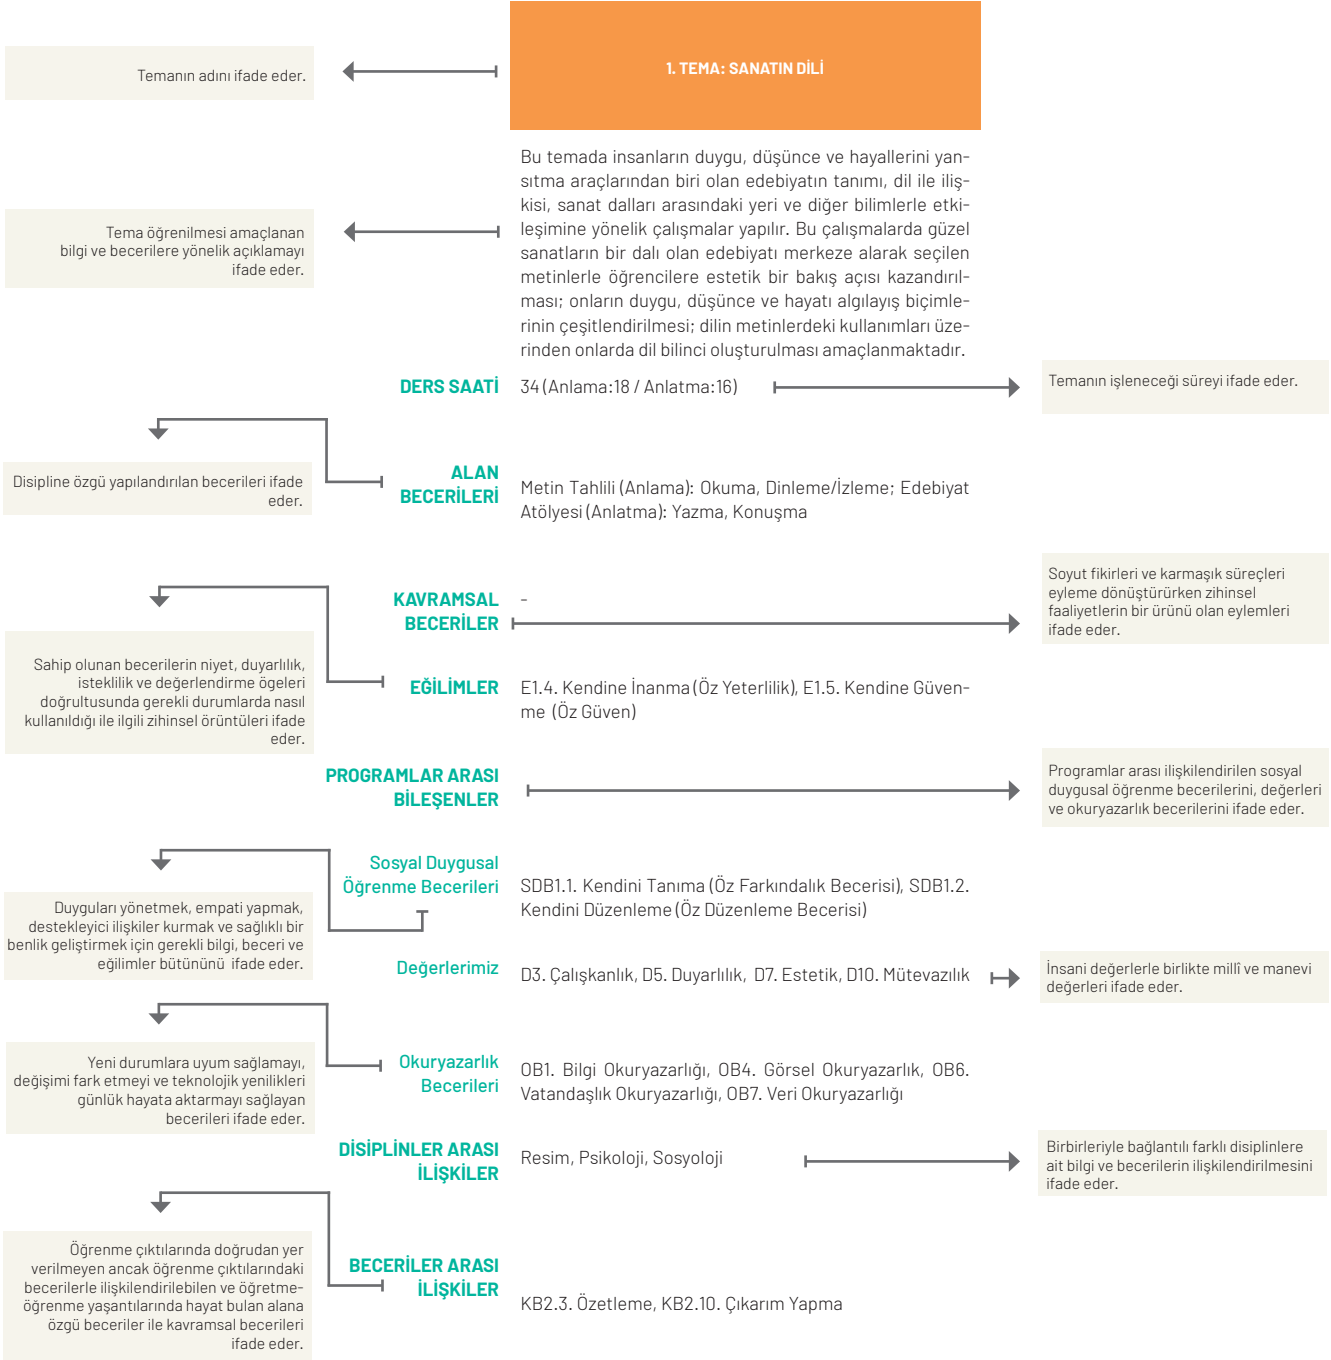 1. TEMA: SANATIN DİLİ
Temanın adını ifade eder.
Bu temada insanların duygu, düşünce ve hayallerini yan-
sıtma araçlarından biri olan edebiyatın tanımı, dil ile iliş-
kisi, sanat dalları arasındaki yeri ve diğer bilimlerle etki-
leşimine yönelik çalışmalar yapılır. Bu çalışmalarda güzel
sanatların bir dalı olan edebiyatı merkeze alarak seçilen
metinlerle öğrencilere estetik bir bakış açısı kazandırıl-
ması; onların duygu, düşünce ve hayatı algılayış biçimle-
rinin çeşitlendirilmesi; dilin metinlerdeki kullanımları üze-
rinden onlarda dil bilinci oluşturulması amaçlanmaktadır.
Tema öğrenilmesi amaçlanan
bilgi ve becerilere yönelik açıklamayı
ifade eder.
DERS SAATİ
34 (Anlama:18 / Anlatma:16)
Temanın işleneceği süreyi ifade eder.
ALAN
BECERİLERİ
Metin Tahlili (Anlama): Okuma, Dinleme/İzleme; Edebiyat
Atölyesi (Anlatma): Yazma, Konuşma
Disipline özgü yapılandırılan becerileri ifade
eder.
KAVRAMSAL
BECERİLER
-
Soyut fikirleri ve karmaşık süreçleri
eyleme dönüştürürken zihinsel
faaliyetlerin bir ürünü olan eylemleri
ifade eder.
EĞİLİMLER
E1.4. Kendine İnanma (Öz Yeterlilik), E1.5. Kendine Güven-
me (Öz Güven)
Sahip olunan becerilerin niyet, duyarlılık,
isteklilik ve değerlendirme ögeleri
doğrultusunda gerekli durumlarda nasıl
kullanıldığı ile ilgili zihinsel örüntüleri ifade
eder.
PROGRAMLAR ARASI
BİLEŞENLER
Programlar arası ilişkilendirilen sosyal
duygusal öğrenme becerilerini, değerleri
ve okuryazarlık becerilerini ifade eder.
Sosyal Duygusal
Öğrenme Becerileri
SDB1.1. Kendini Tanıma (Öz Farkındalık Becerisi), SDB1.2.
Kendini Düzenleme (Öz Düzenleme Becerisi)
Duyguları yönetmek, empati yapmak,
destekleyici ilişkiler kurmak ve sağlıklı bir
benlik geliştirmek için gerekli bilgi, beceri ve
eğilimler bütününü ifade eder.
Değerlerimiz
D3. Çalışkanlık, D5. Duyarlılık, D7. Estetik, D10. Mütevazılık
İnsani değerlerle birlikte millî ve manevi
değerleri ifade eder.
Okuryazarlık
Becerileri
OB1. Bilgi Okuryazarlığı, OB4. Görsel Okuryazarlık, OB6.
Vatandaşlık Okuryazarlığı, OB7. Veri Okuryazarlığı
Yeni durumlara uyum sağlamayı,
değişimi fark etmeyi ve teknolojik yenilikleri
günlük hayata aktarmayı sağlayan
becerileri ifade eder.
DİSİPLİNLER ARASI
İLİŞKİLER
Resim, Psikoloji, Sosyoloji
Birbirleriyle bağlantılı farklı disiplinlere
ait bilgi ve becerilerin ilişkilendirilmesini
ifade eder.
BECERİLER ARASI
İLİŞKİLER
KB2.3. Özetleme, KB2.10. Çıkarım Yapma
Öğrenme çıktılarında doğrudan yer
verilmeyen ancak öğrenme çıktılarındaki
becerilerle ilişkilendirilebilen ve öğretme-
öğrenme yaşantılarında hayat bulan alana
özgü beceriler ile kavramsal becerileri
ifade eder.